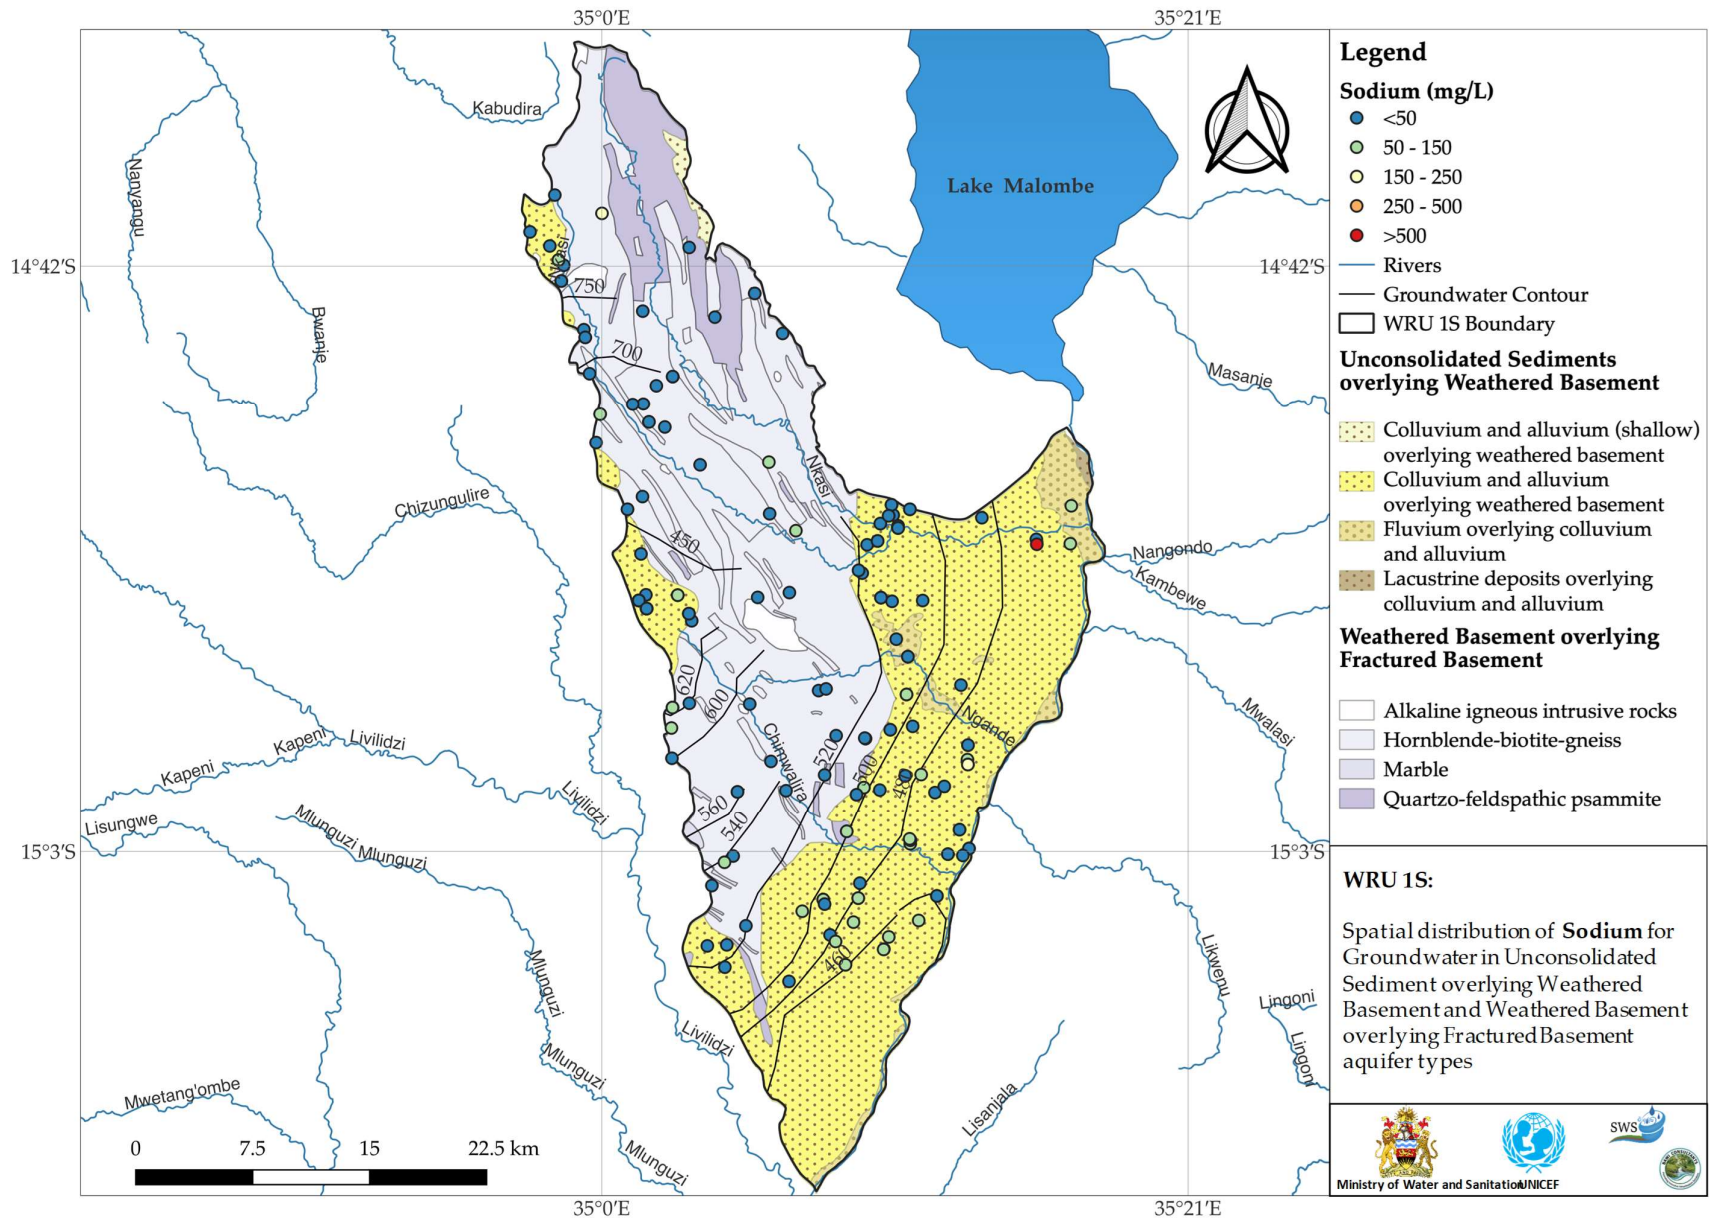 35°0'E
35°21'E
Legend
Sodium (mg/L)
<50
50 - 150
150 - 250
250 - 500
>500
Rivers
Groundwater Contour
WRU 1S Boundary
Unconsolidated Sediments
overlying Weathered Basement
Colluvium and alluvium (shallow)
overlying weathered basement
Colluvium and alluvium
overlying weathered basement
Fluvium overlying colluvium
and alluvium
Lacustrine deposits overlying
colluvium and alluvium
Weathered Basement overlying
Fractured Basement
Alkaline igneous intrusive rocks
Hornblende-biotite-gneiss
Marble
Quartzo-feldspathic psammite
WRU 1S:
Spatial distribution of Sodium for
Groundwater in Unconsolidated
Sediment overlying Weathered
Basement and Weathered Basement
overlying Fractured Basement
aquifer types
Ministry of Water and Sanitation
UNICEF
SWS
Kabudira
Nanyangu
Lake Malombe
Nkasi
14°42'S
14°42'S
750
Bwanje
700
Masanje
Nkasi
Chizungulire
450
Nangondo
Kambewe
620
600
Ngande
Mwalasi
Kapeni
Livilidzi
Chimwalira
520
500
Kapeni
Livilidzi
560
540
48
Lisungwe
Mlunguzi
Mlunguzi
15°3'S
15°3'S
460
Mlunguzi
Likwenu
Lingoni
Lingoni
Livilidzi
Mlunguzi
Mwetang'ombe
Lisanjala
Mlunguzi
0
7.5
15
22.5 km
35°0'E
35°21'E